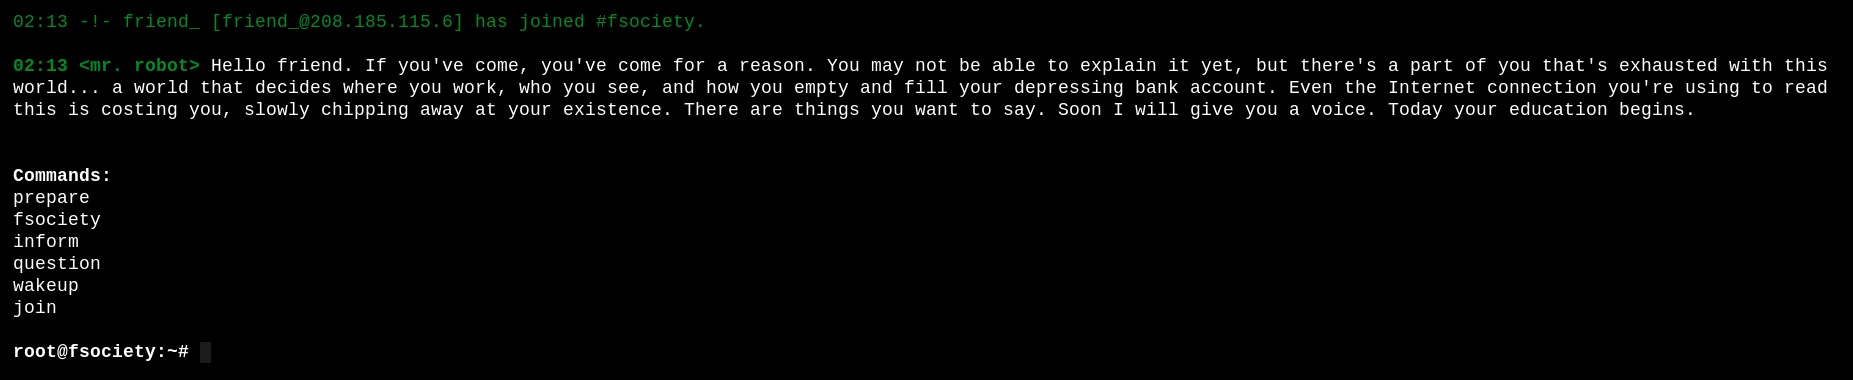 02:13 -!- friend_ [friend_@208.185.115.6] has joined #fsociety.
02:13 <mr. robot> Hello friend. If you've come, you've come for a reason. You may not be able to explain it yet, but there's a part of you that's exhausted with this
world... a world that decides where you work, who you see, and how you empty and fill your depressing bank account. Even the Internet connection you're using to read
this is costing you, slowly chipping away at your existence. There are things you want to say. Soon I will give you a voice. Today your education begins.
Commands:
prepare
fsociety
inform
question
wakeup
join
root@fsociety:~#